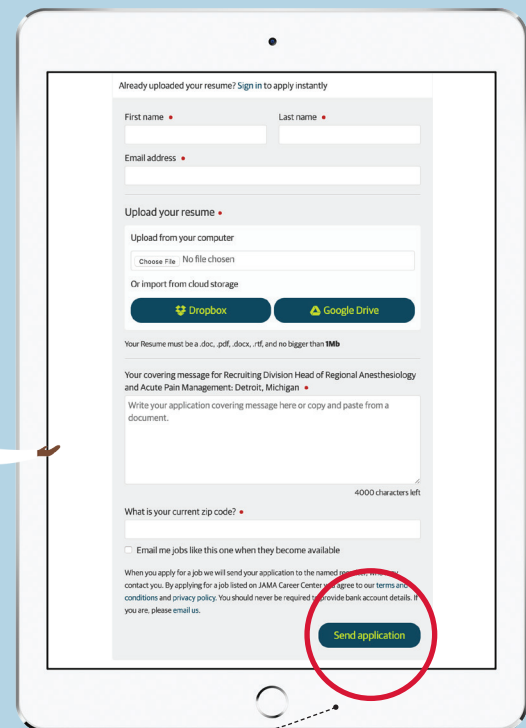 Already uploaded your resume? Sign in to apply instantly
First name •
Last name •
Email address •
Upload your resume •
Upload from your computer
Choose File No file chosen
Or import from cloud storage
Dropbox
Google Drive
Your Resume must be a .doc, .pdf, .docx, .rtf, and no bigger than 1Mb
Your covering message for Recruiting Division Head of Regional Anesthesiology
and Acute Pain Management: Detroit, Michigan •
Write your application covering message here or copy and paste from a
document.
4000 characters left
What is your current zip code? •
Email me jobs like this one when they become available
When you apply for a job we will send your application to the named
contact you. By applying for a job listed on JAMA Career Center you agree to our terms and
conditions and privacy policy. You should never be required to provide bank account details. If
you are, please email us.
Send application